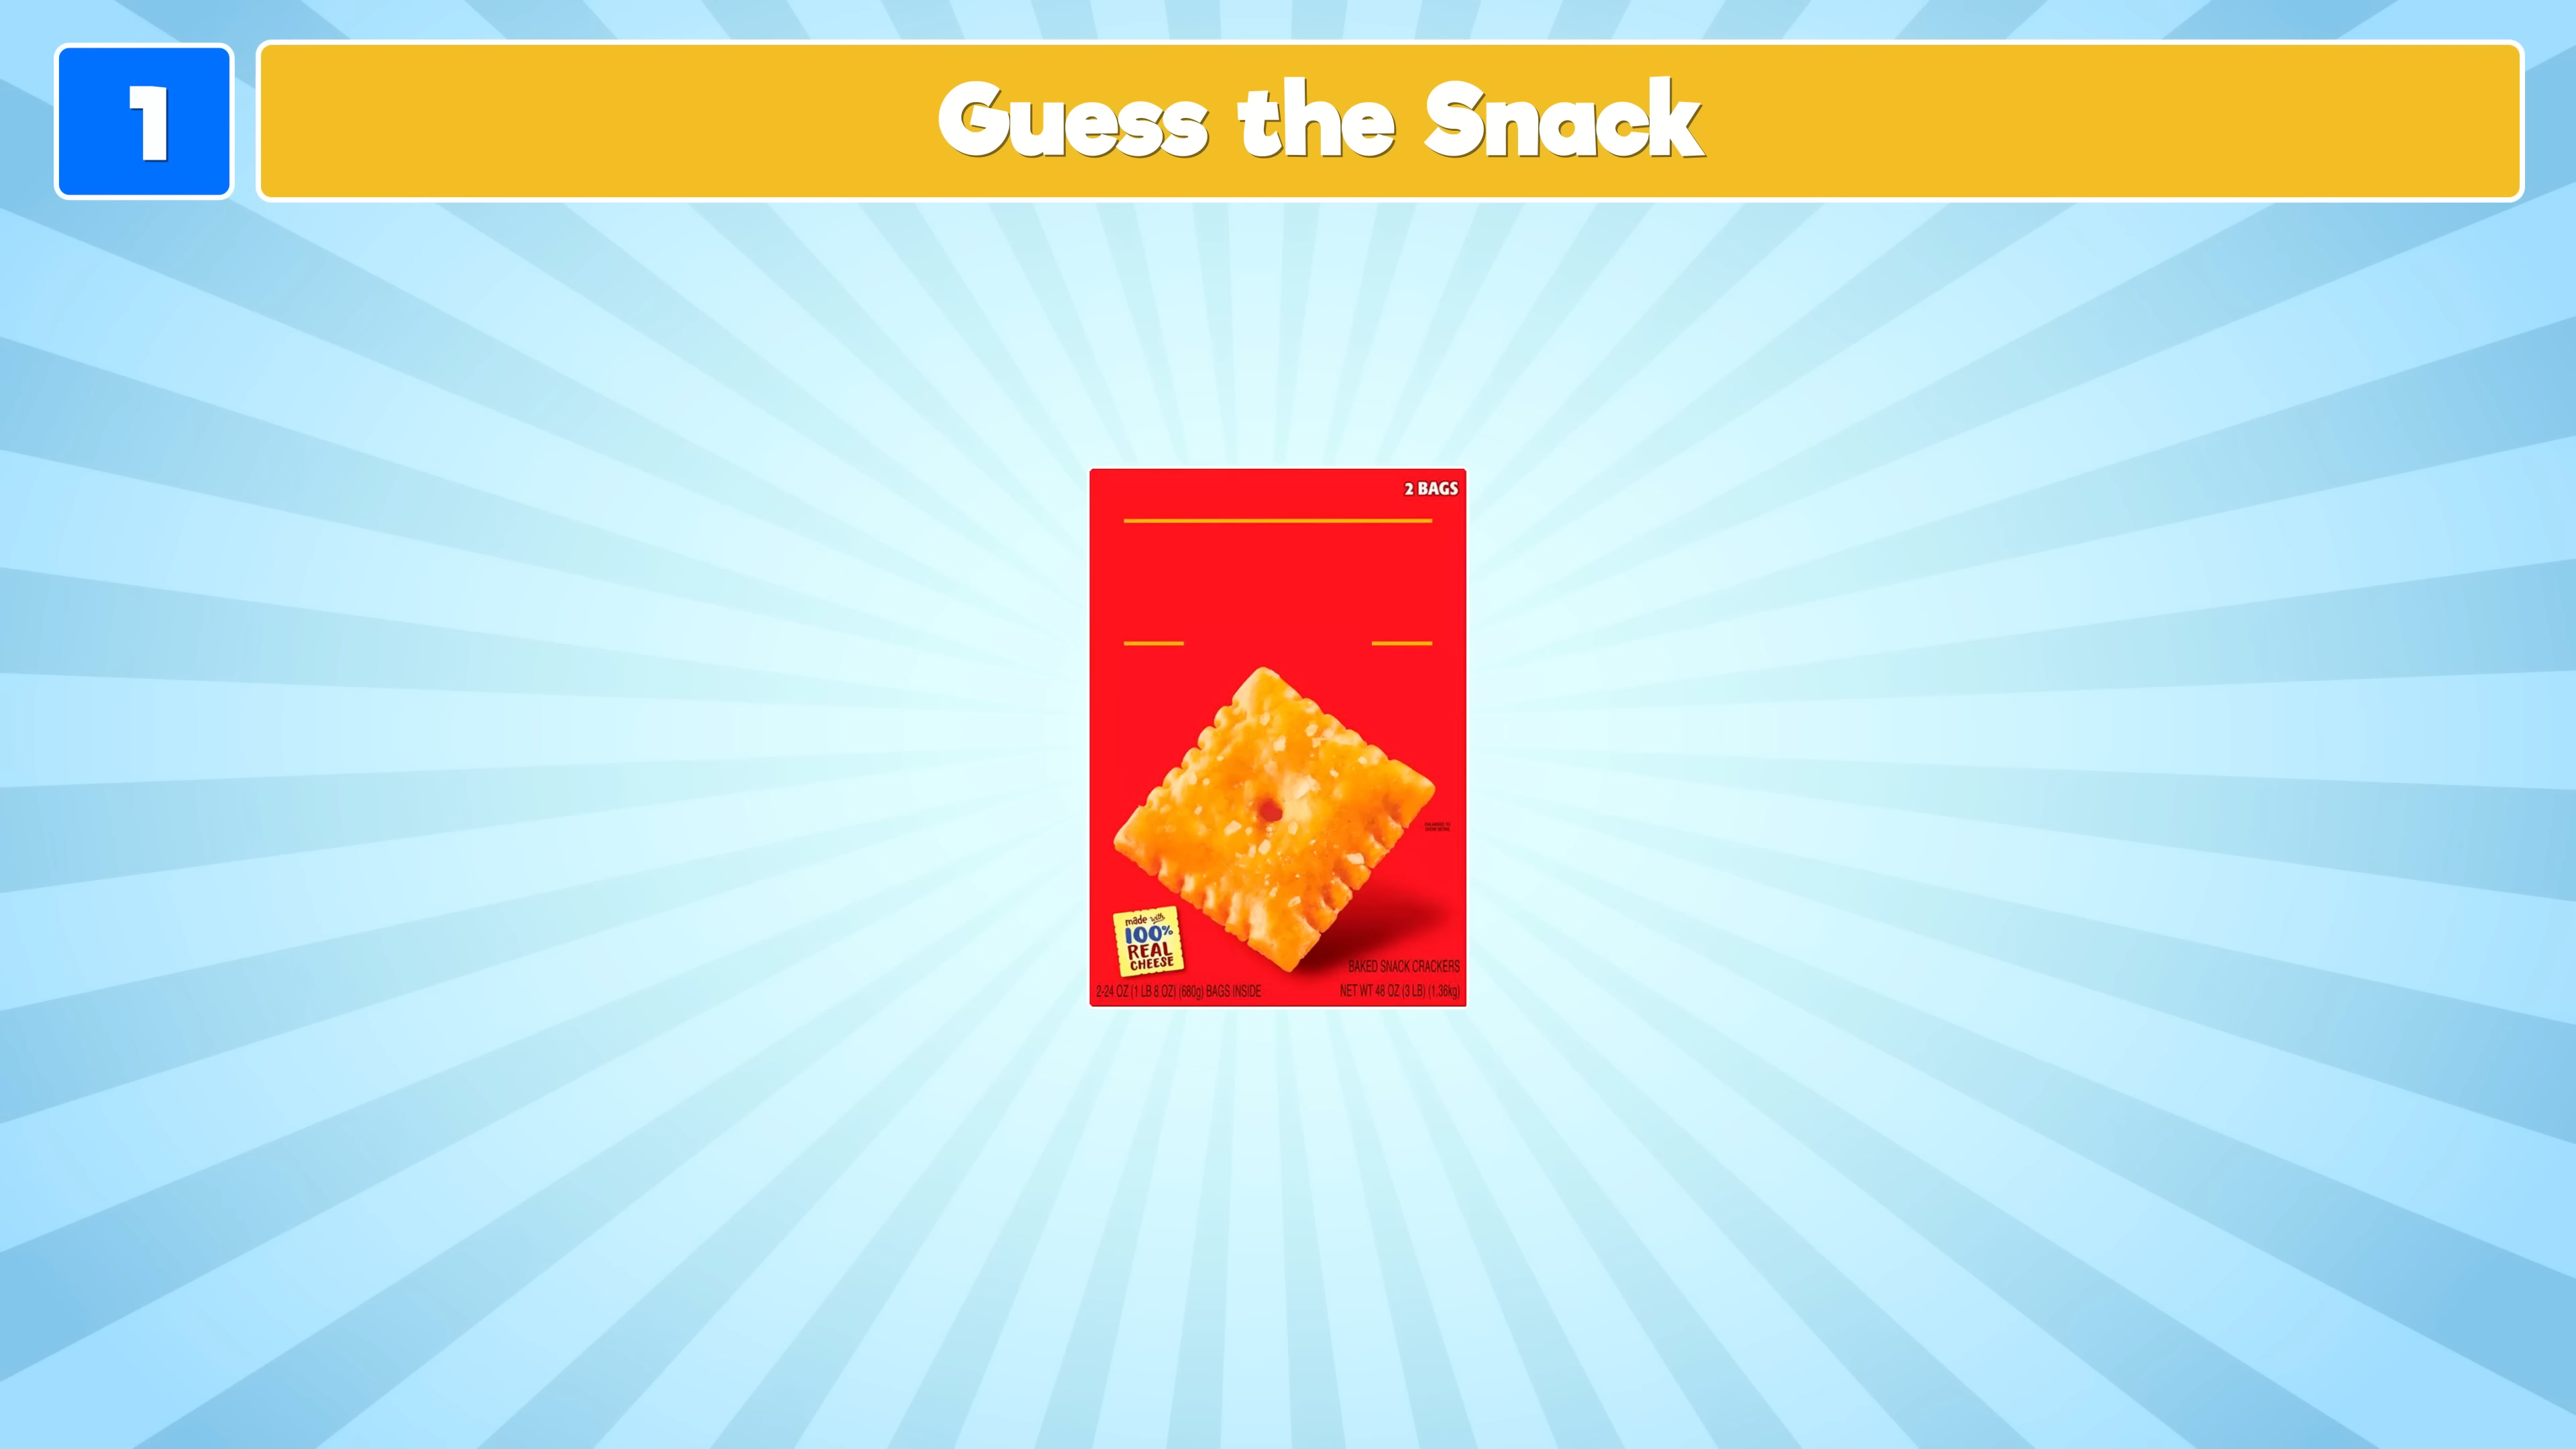 1
Guess the Snack
2 BAGS
made with
100%
REAL
CHEESE
BAKED SNACK CRACKERS
2-24 OZ (1 LB 8 OZ) (680g) BAGS INSIDE
NET WT 48 OZ (3 LB) (1.36kg)